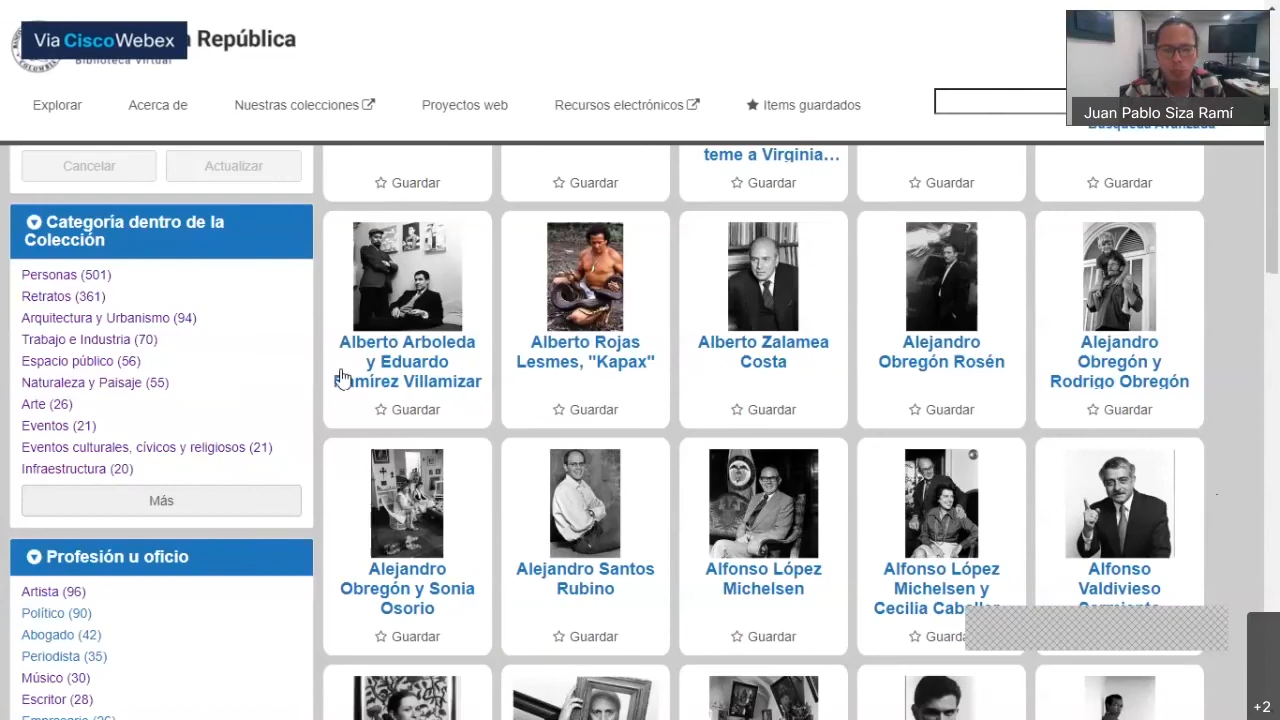 Via Cisco Webex
República
Biblioteca Virtual
Juan Pablo Siza Ramí
Explorar
Acerca de
Nuestras colecciones
Proyectos web
Recursos electrónicos
Items guardados
Búsqueda Avanzada
Cancelar
Actualizar
Categoría dentro de la
Colección
Personas (501)
Retratos (361)
Arquitectura y Urbanismo (94)
Trabajo e Industria (70)
Espacio público (56)
Naturaleza y Paisaje (55)
Arte (26)
Eventos (21)
Eventos culturales, cívicos y religiosos (21)
Infraestructura (20)
Más
Profesión u oficio
Artista (96)
Político (90)
Abogado (42)
Periodista (35)
Músico (30)
Escritor (28)
teme a Virginia…
Guardar
Guardar
Guardar
Guardar
Guardar
Alberto Arboleda
y Eduardo
Ramírez Villamizar
Guardar
Alberto Rojas
Lesmes, "Kapax"
Guardar
Alberto Zalamea
Costa
Guardar
Alejandro
Obregón Rosén
Guardar
Alejandro
Obregón y
Rodrigo Obregón
Guardar
Alejandro
Obregón y Sonia
Osorio
Guardar
Alejandro Santos
Rubino
Guardar
Alfonso López
Michelsen
Guardar
Alfonso López
Michelsen y
Cecilia
Guardar
Alfonso
Valdivieso
+2